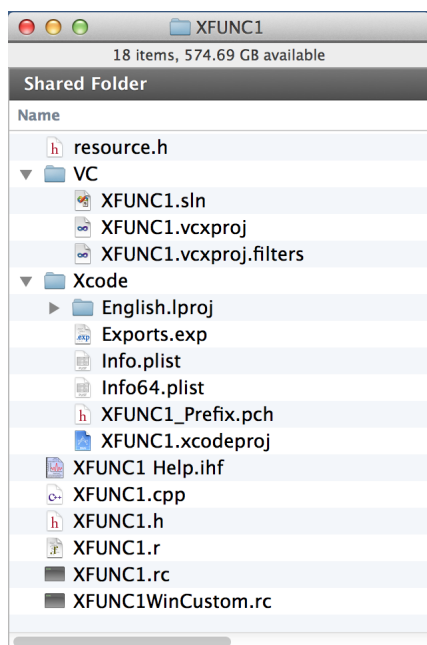 XFUNC1
18 items, 574.69 GB available
Shared Folder
Name
resource.h
VC
XFUNC1.sln
XFUNC1.vcxproj
XFUNC1.vcxproj.filters
Xcode
English.lproj
Exports.exp
Info.plist
Info64.plist
XFUNC1_Prefix.pch
XFUNC1.xcodeproj
XFUNC1 Help.ihf
XFUNC1.cpp
XFUNC1.h
XFUNC1.r
XFUNC1.rc
XFUNC1WinCustom.rc